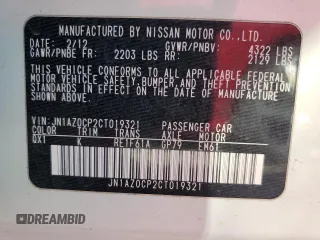 MANUFACTURED BY NISSAN MOTOR CO.,LTD.
DATE: 2/12 GVWR/PNBV: 4322 LBS
GAWR/PNBE FR: 2203 LBS RR: 2129 LBS
THIS VEHICLE CONFORMS TO ALL APPLICABLE
FEDERAL MOTOR VEHICLE SAFETY, BUMPER, AND
THEFT PREVENTION STANDARDS IN EFFECT ON THE
DATE OF MANUFACTURE SHOWN ABOVE.
VIN: JN1AZ0CP2CT019321 PASSENGER CAR
COLOR TRIM TRANS AXLE MOTOR
QX1 K RE1F61A GP79 EM61
JN1AZ0CP2CT019321
DREAMBID